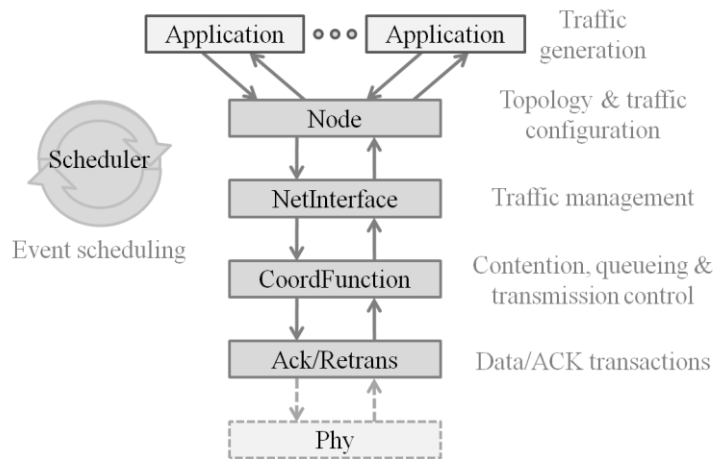 Application Application Traffic
generation
Node
Topology & traffic
configuration
Scheduler
NetInterface
Traffic management
Event scheduling
CoordFunction
Contention, queueing &
transmission control
Ack/Retrans
Data/ACK transactions
Phy